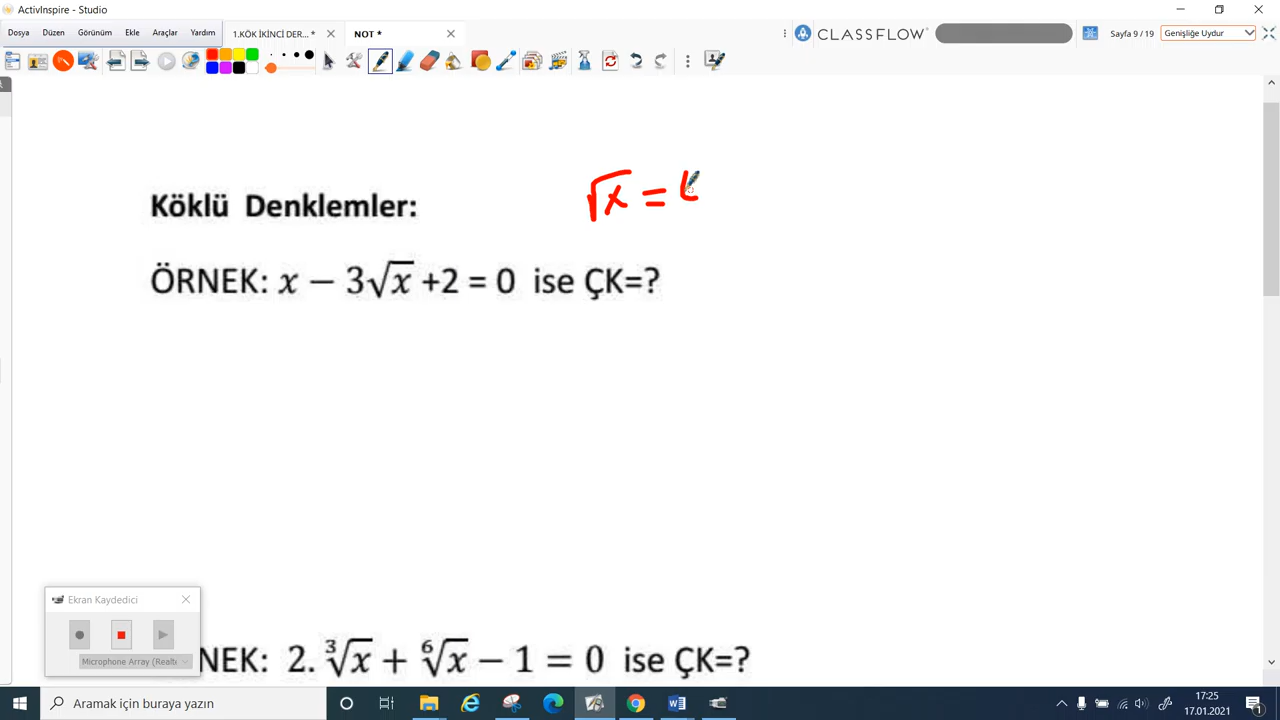 ActivInspire - Studio
Dosya Düzen Görünüm Ekle Araçlar Yardım
1.KÖK İKİNCİ DER... *
NOT *
CLASSFLOW
Sayfa 9 / 19
Genişliğe Uydur
√x =
Köklü Denklemler:
ÖRNEK: x − 3√x +2 = 0 ise ÇK=?
Ekran Kaydedici
Microphone Array (Realte
NEK: 2. ∛x + ⁶√x − 1 = 0 ise ÇK=?
Aramak için buraya yazın
17:25
17.01.2021
1